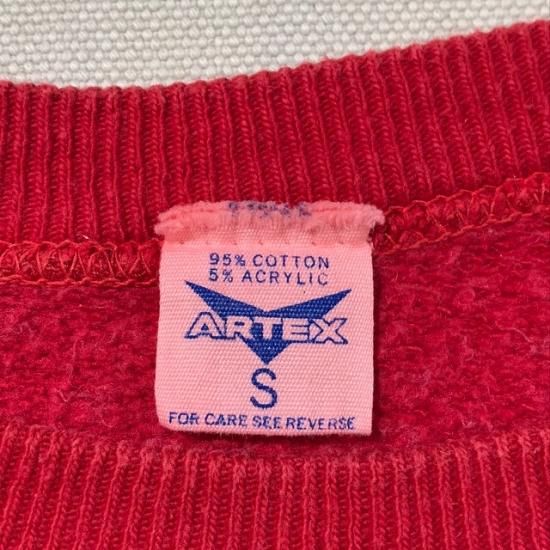 95% COTTON
5% ACRYLIC
ARTEX
S
FOR CARE SEE REVERSE